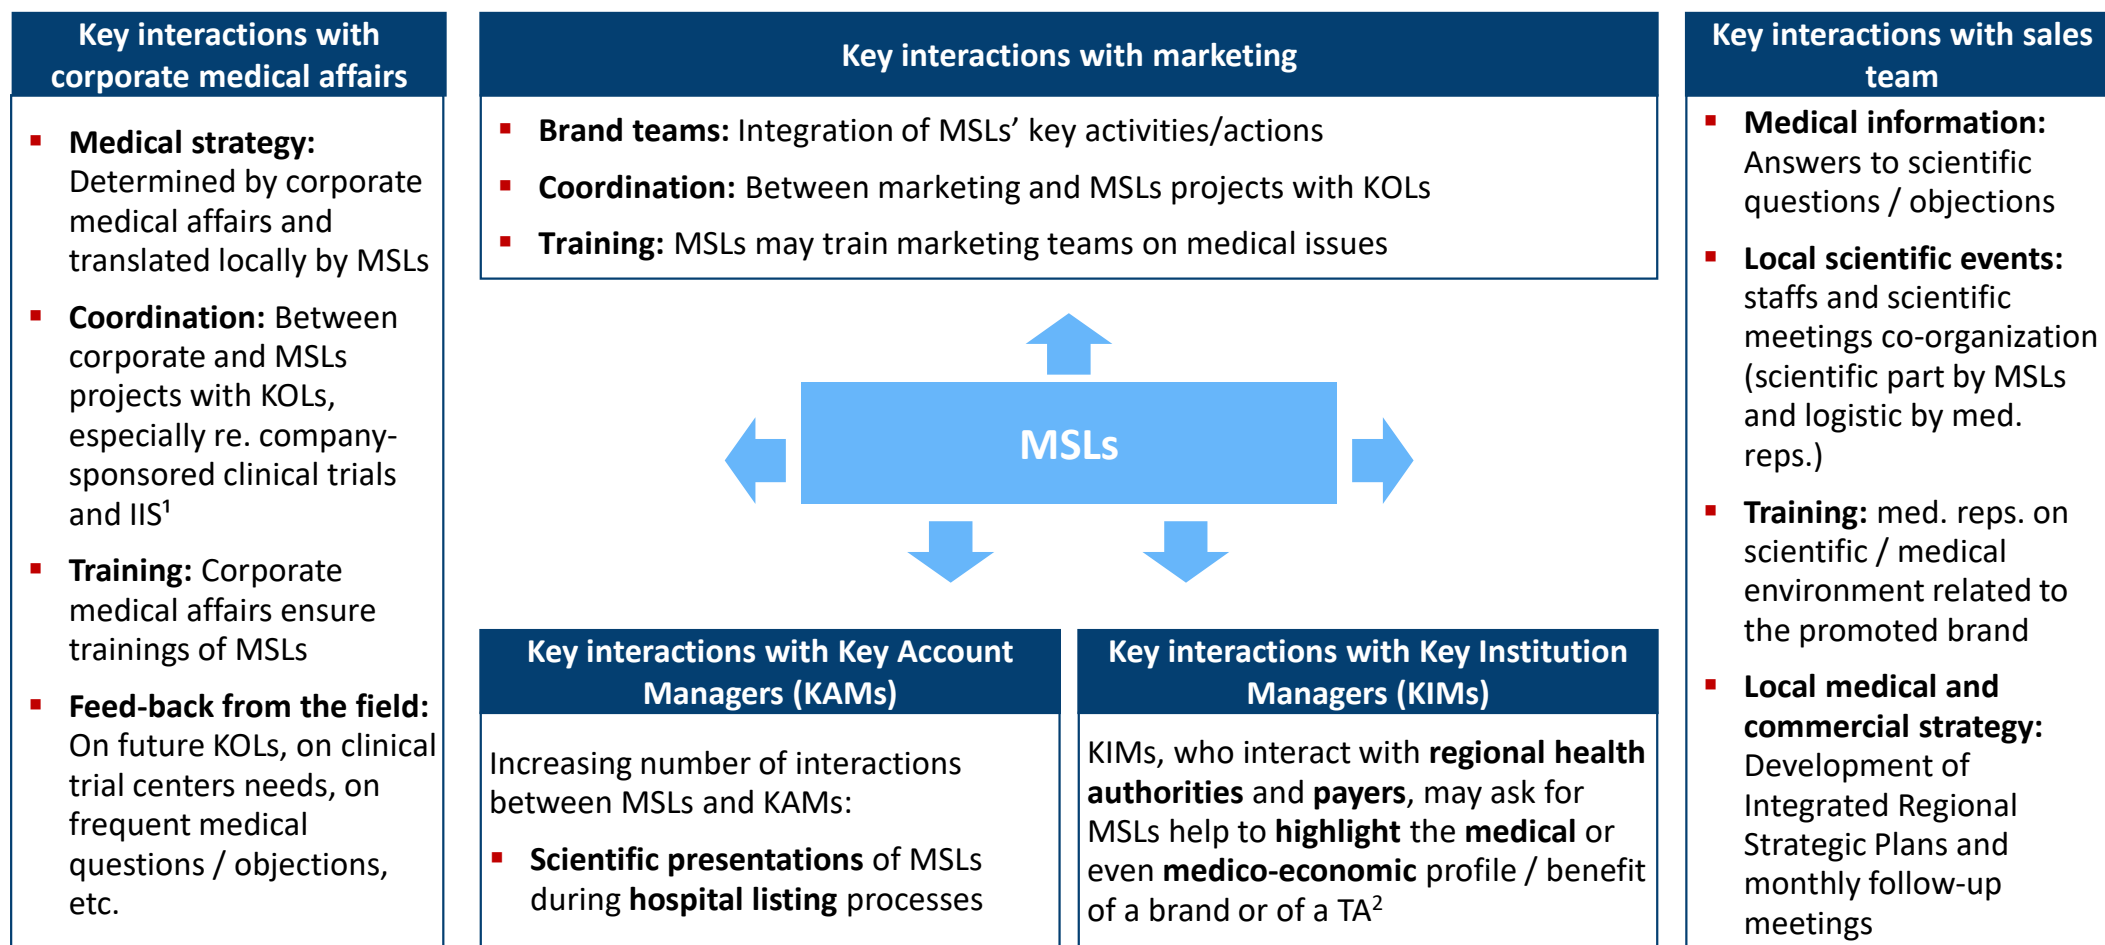 Key interactions with
corporate medical affairs
▪ Medical strategy:
Determined by corporate
medical affairs and
translated locally by MSLs
▪ Coordination: Between
corporate and MSLs
projects with KOLs,
especially re. company-
sponsored clinical trials
and IIS¹
▪ Training: Corporate
medical affairs ensure
trainings of MSLs
▪ Feed-back from the field:
On future KOLs, on clinical
trial centers needs, on
frequent medical
questions / objections,
etc.
Key interactions with marketing
▪ Brand teams: Integration of MSLs’ key activities/actions
▪ Coordination: Between marketing and MSLs projects with KOLs
▪ Training: MSLs may train marketing teams on medical issues
MSLs
Key interactions with Key Account
Managers (KAMs)
Increasing number of interactions
between MSLs and KAMs:
▪ Scientific presentations of MSLs
during hospital listing processes
Key interactions with Key Institution
Managers (KIMs)
KIMs, who interact with regional health
authorities and payers, may ask for
MSLs help to highlight the medical or
even medico-economic profile / benefit
of a brand or of a TA²
Key interactions with sales
team
▪ Medical information:
Answers to scientific
questions / objections
▪ Local scientific events:
staffs and scientific
meetings co-organization
(scientific part by MSLs
and logistic by med.
reps.)
▪ Training: med. reps. on
scientific / medical
environment related to
the promoted brand
▪ Local medical and
commercial strategy:
Development of
Integrated Regional
Strategic Plans and
monthly follow-up
meetings